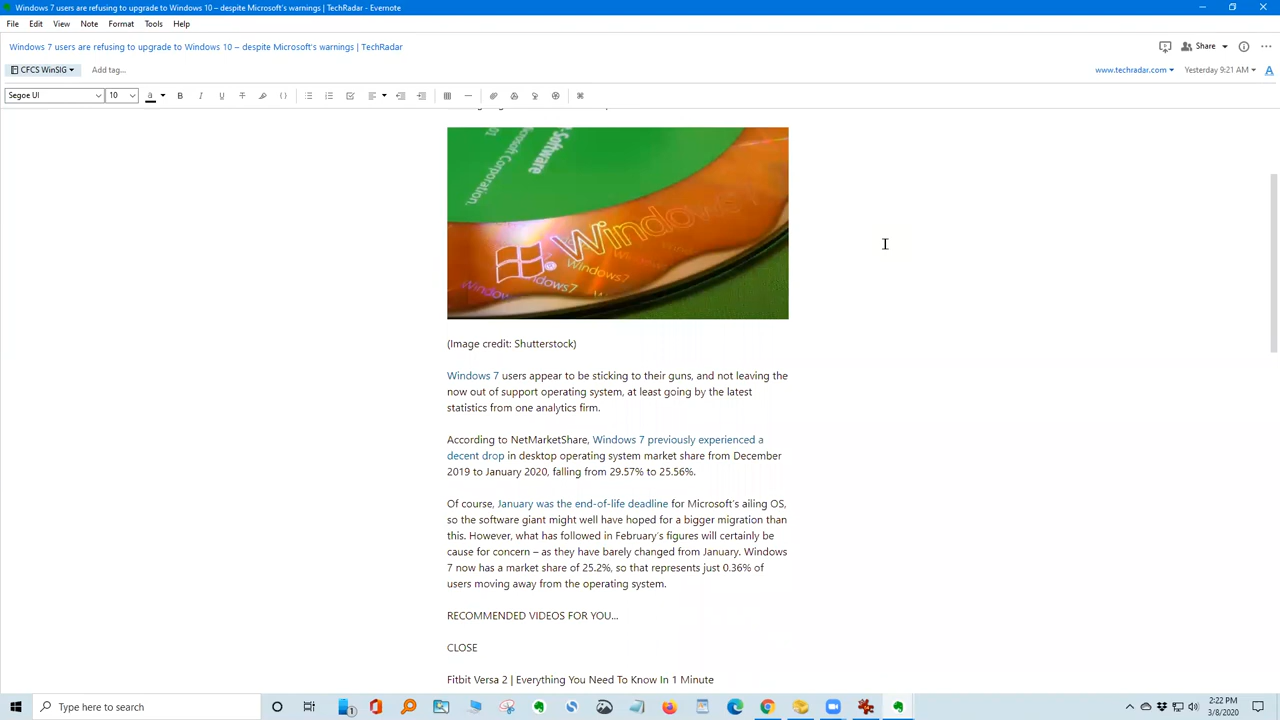 Windows 7 users are refusing to upgrade to Windows 10 – despite Microsoft's warnings | TechRadar - Evernote
File Edit View Note Format Tools Help
Windows 7 users are refusing to upgrade to Windows 10 – despite Microsoft's warnings | TechRadar
Share
CFCS WinSIG
Add tag...
www.techradar.com
Yesterday 9:21 AM
Segoe UI
10
Software
Microsoft Corporation.
Windows 7
Windows7
Windows7
(Image credit: Shutterstock)
Windows 7 users appear to be sticking to their guns, and not leaving the
now out of support operating system, at least going by the latest
statistics from one analytics firm.
According to NetMarketShare, Windows 7 previously experienced a
decent drop in desktop operating system market share from December
2019 to January 2020, falling from 29.57% to 25.56%.
Of course, January was the end-of-life deadline for Microsoft's ailing OS,
so the software giant might well have hoped for a bigger migration than
this. However, what has followed in February's figures will certainly be
cause for concern – as they have barely changed from January. Windows
7 now has a market share of 25.2%, so that represents just 0.36% of
users moving away from the operating system.
RECOMMENDED VIDEOS FOR YOU...
CLOSE
Fitbit Versa 2 | Everything You Need To Know In 1 Minute
Type here to search
2:22 PM
3/8/2020